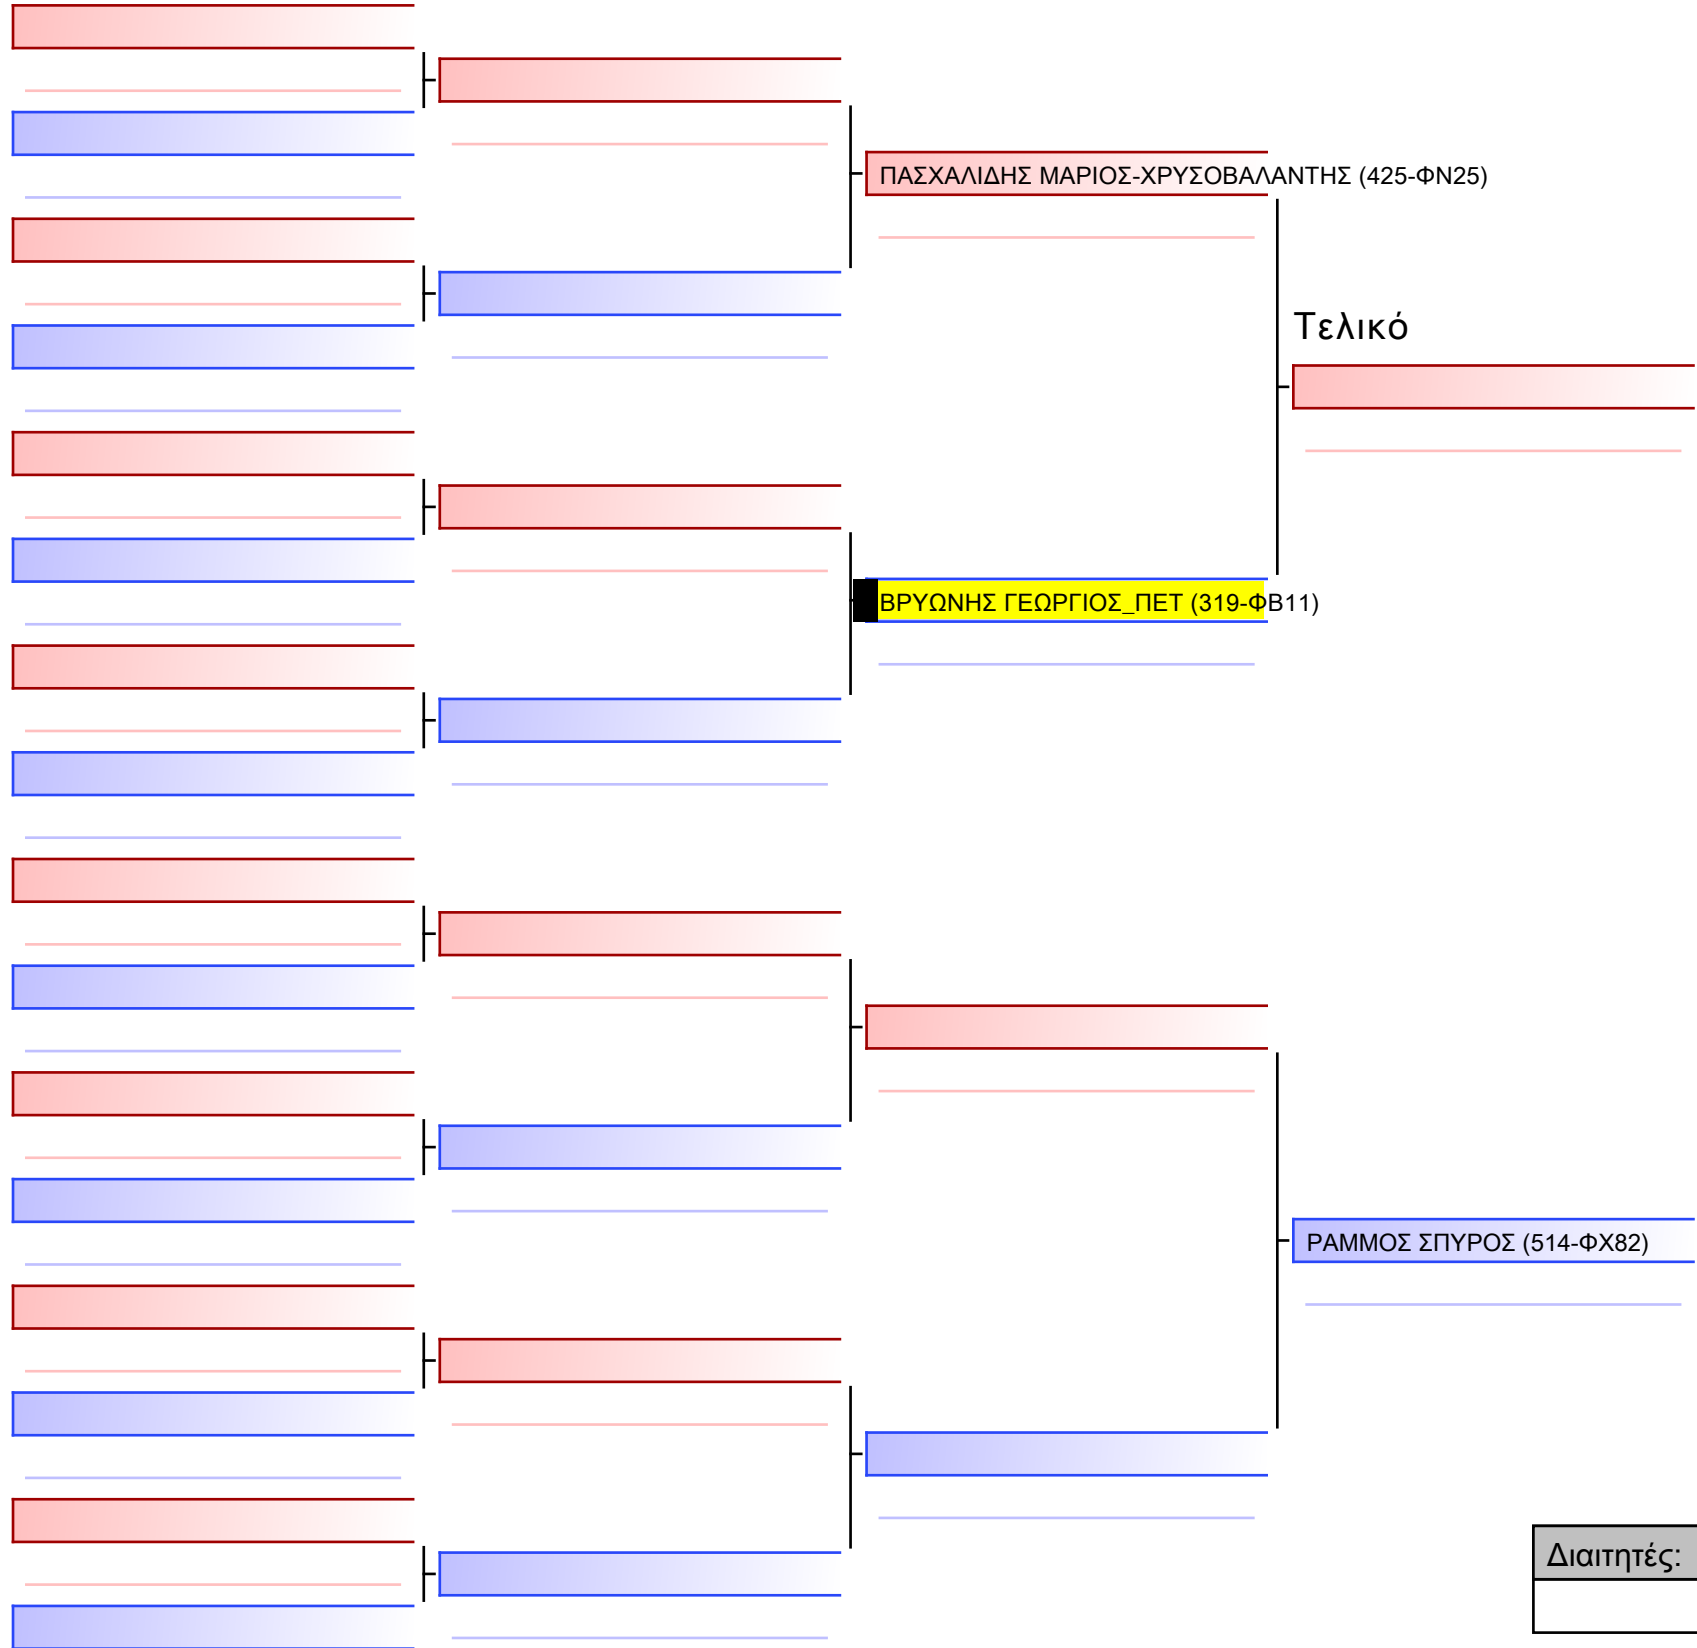 ΠΑΣΧΑΛΙΔΗΣ ΜΑΡΙΟΣ-ΧΡΥΣΟΒΑΛΑΝΤΗΣ (425-ΦΝ25)
Τελικό
ΒΡΥΩΝΗΣ ΓΕΩΡΓΙΟΣ_ΠΕΤ (319-ΦΒ11)
ΡΑΜΜΟΣ ΣΠΥΡΟΣ (514-ΦΧ82)
Διαιτητές: